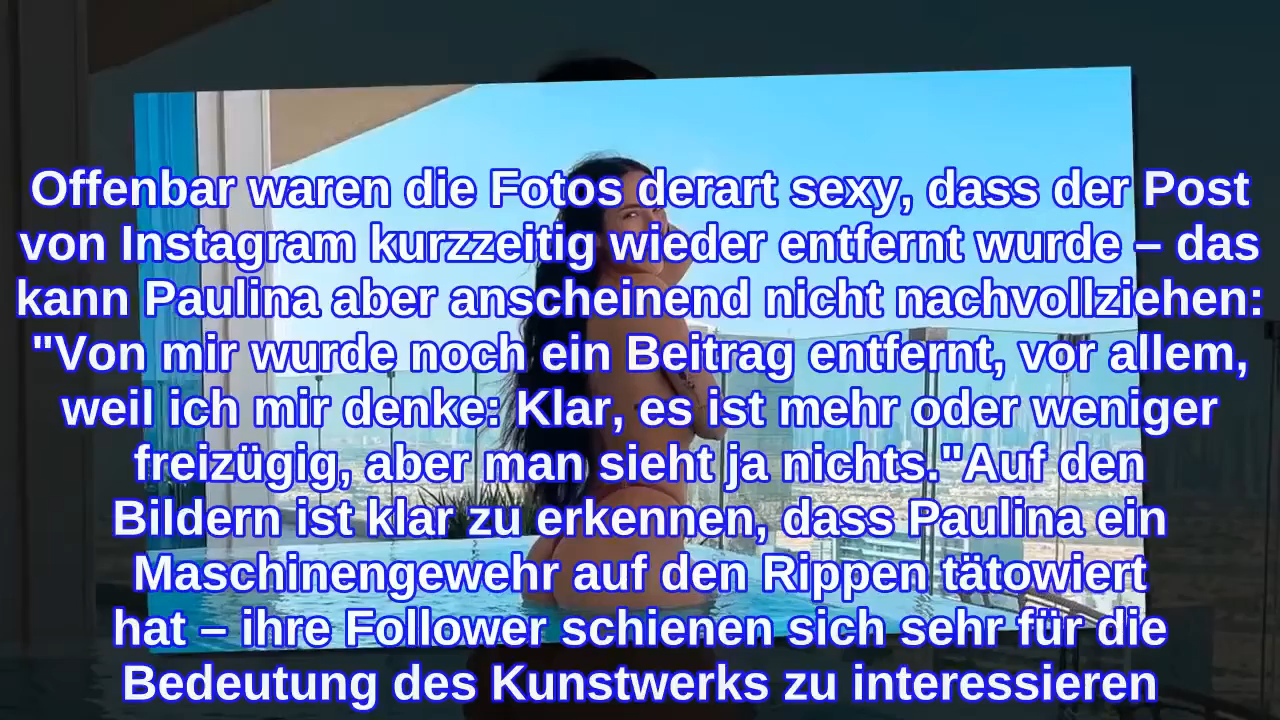 Offenbar waren die Fotos derart sexy, dass der Post
von Instagram kurzzeitig wieder entfernt wurde – das
kann Paulina aber anscheinend nicht nachvollziehen:
"Von mir wurde noch ein Beitrag entfernt, vor allem,
weil ich mir denke: Klar, es ist mehr oder weniger
freizügig, aber man sieht ja nichts."Auf den
Bildern ist klar zu erkennen, dass Paulina ein
Maschinengewehr auf den Rippen tätowiert
hat – ihre Follower schienen sich sehr für die
Bedeutung des Kunstwerks zu interessieren